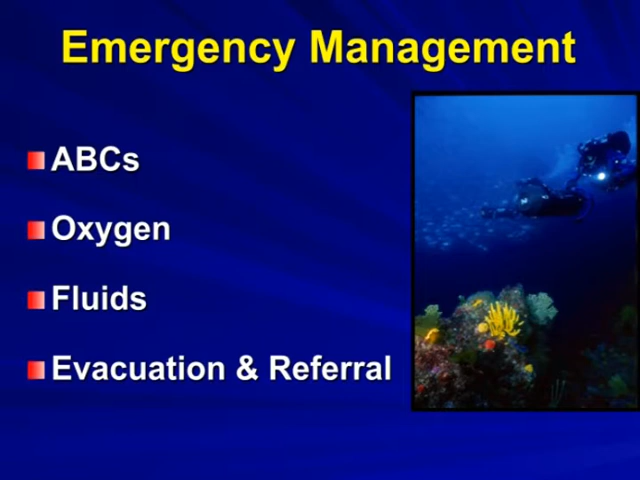 Emergency Management
ABCs
Oxygen
Fluids
Evacuation & Referral